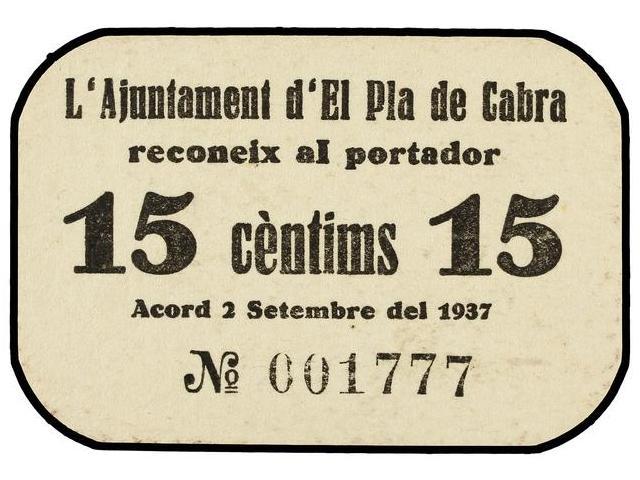 L'Ajuntament d'El Pla de Cabra
reconeix al portador
15 cèntims 15
Acord 2 Setembre del 1937
Nº 001777